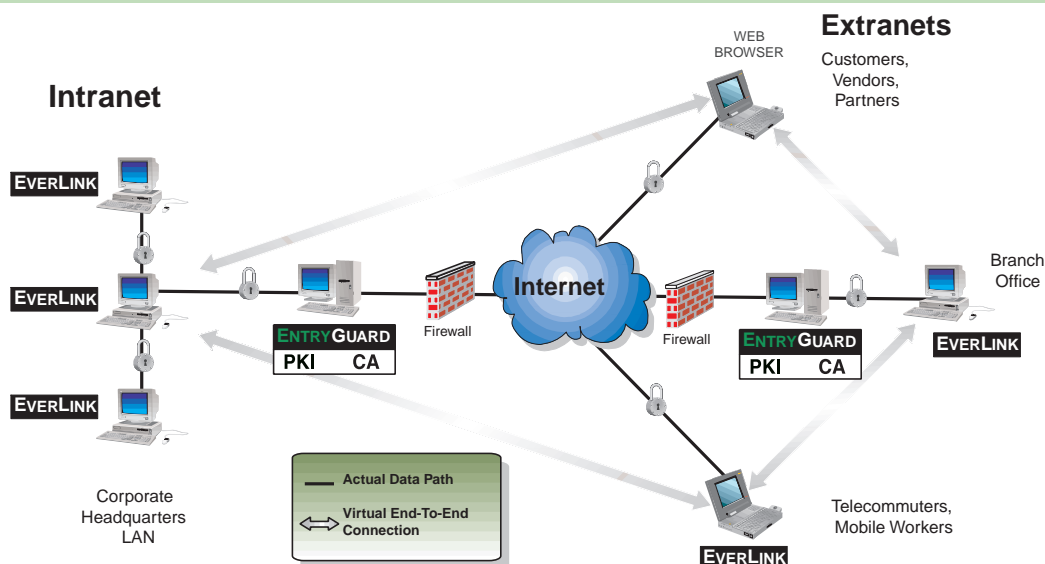 Extranets
WEB
BROWSER
Customers,
Vendors,
Partners
Intranet
EVERLINK
EVERLINK
EVERLINK
Internet
Firewall
Firewall
ENTRYGUARD
PKI CA
ENTRYGUARD
PKI CA
Branch
Office
EVERLINK
Actual Data Path
Virtual End-To-End
Connection
Corporate
Headquarters
LAN
Telecommuters,
Mobile Workers
EVERLINK